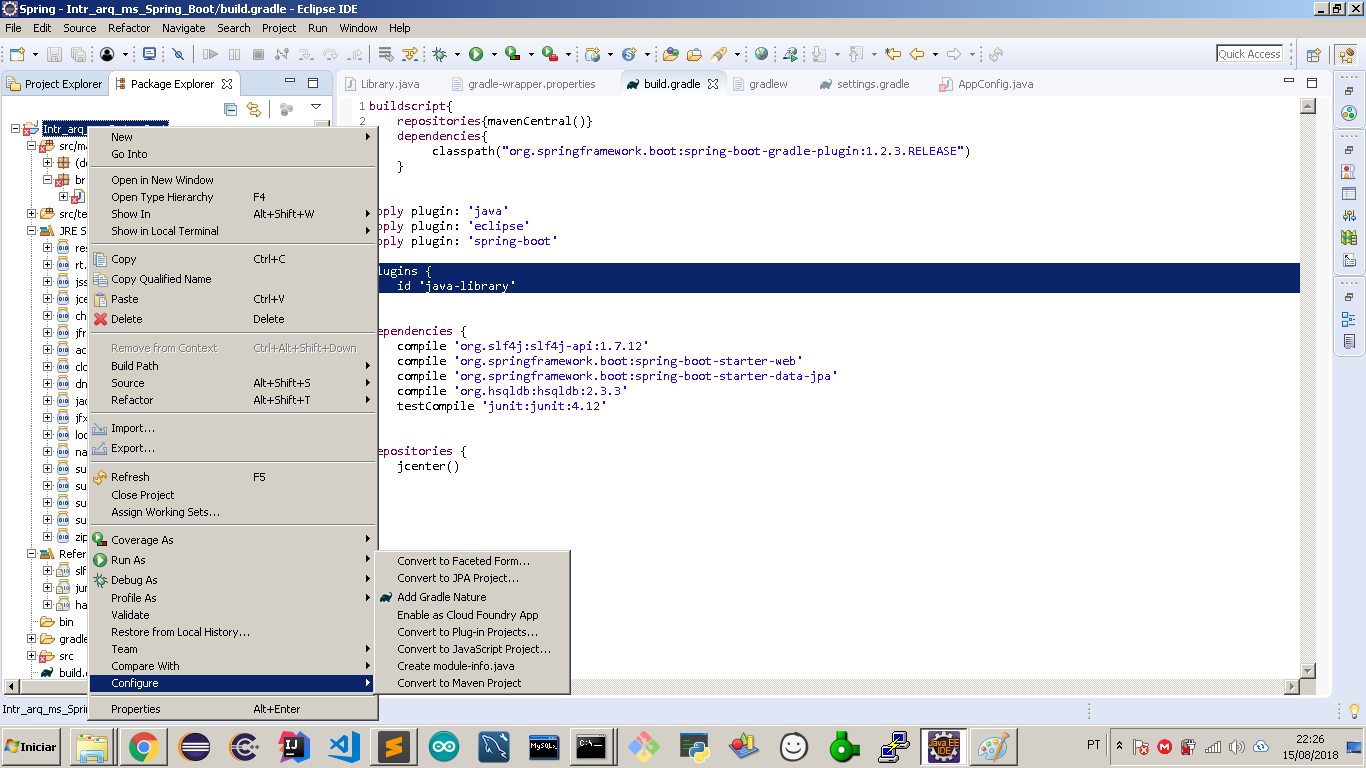 Spring - Intr_arq_ms_Spring_Boot/build.gradle - Eclipse IDE
File Edit Source Refactor Navigate Search Project Run Window Help
Quick Access
Project Explorer Package Explorer
Library.java gradle-wrapper.properties build.gradle gradlew settings.gradle AppConfig.java
Intr_arq_
src/m
(de
br
src/te
JRE S
res
rt.
jss
jce
ch
jfr
ac
clo
dn
jac
jfx
loc
na
su
su
su
su
zip
Refer
slf
jun
ha
bin
gradle
src
build.
New
Go Into
Open in New Window
Open Type Hierarchy F4
Show In Alt+Shift+W
Show in Local Terminal
Copy Ctrl+C
Copy Qualified Name
Paste Ctrl+V
Delete Delete
Remove from Context Ctrl+Alt+Shift+Down
Build Path
Source Alt+Shift+S
Refactor Alt+Shift+T
Import...
Export...
Refresh F5
Close Project
Assign Working Sets...
Coverage As
Run As
Debug As
Profile As
Validate
Restore from Local History...
Team
Compare With
Configure
Properties Alt+Enter
Convert to Faceted Form...
Convert to JPA Project...
Add Gradle Nature
Enable as Cloud Foundry App
Convert to Plug-in Projects...
Convert to JavaScript Project...
Create module-info.java
Convert to Maven Project
1 buildscript{
2 repositories{mavenCentral()}
dependencies{
classpath("org.springframework.boot:spring-boot-gradle-plugin:1.2.3.RELEASE")
}
pply plugin: 'java'
pply plugin: 'eclipse'
pply plugin: 'spring-boot'
lugins {
id 'java-library'
ependencies {
compile 'org.slf4j:slf4j-api:1.7.12'
compile 'org.springframework.boot:spring-boot-starter-web'
compile 'org.springframework.boot:spring-boot-starter-data-jpa'
compile 'org.hsqldb:hsqldb:2.3.3'
testCompile 'junit:junit:4.12'
epositories {
jcenter()
Intr_arq_ms_Spri
Iniciar
MySQL
C:\_
Java EE
IDE
PT
22:26
15/08/2018